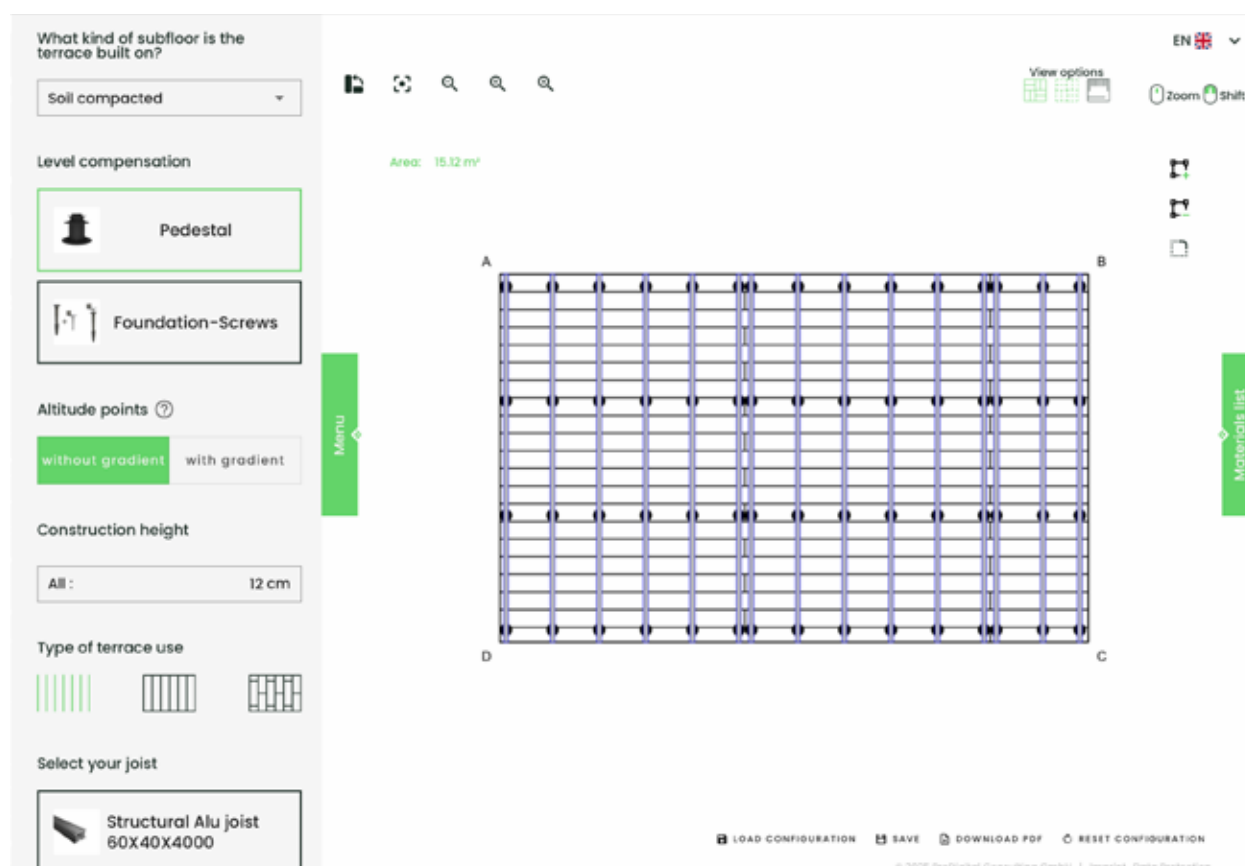 What kind of subfloor is the
terrace built on?
Soil compacted
Level compensation
Pedestal
Foundation-Screws
Altitude points ?
without gradient with gradient
Construction height
All : 12 cm
Type of terrace use
Select your joist
Structural Alu joist
60X40X4000
Menu
EN
View options
Zoom Shift
Area: 15.12 m²
A
B
D
C
Materials list
LOAD CONFIGURATION SAVE DOWNLOAD PDF RESET CONFIGURATION